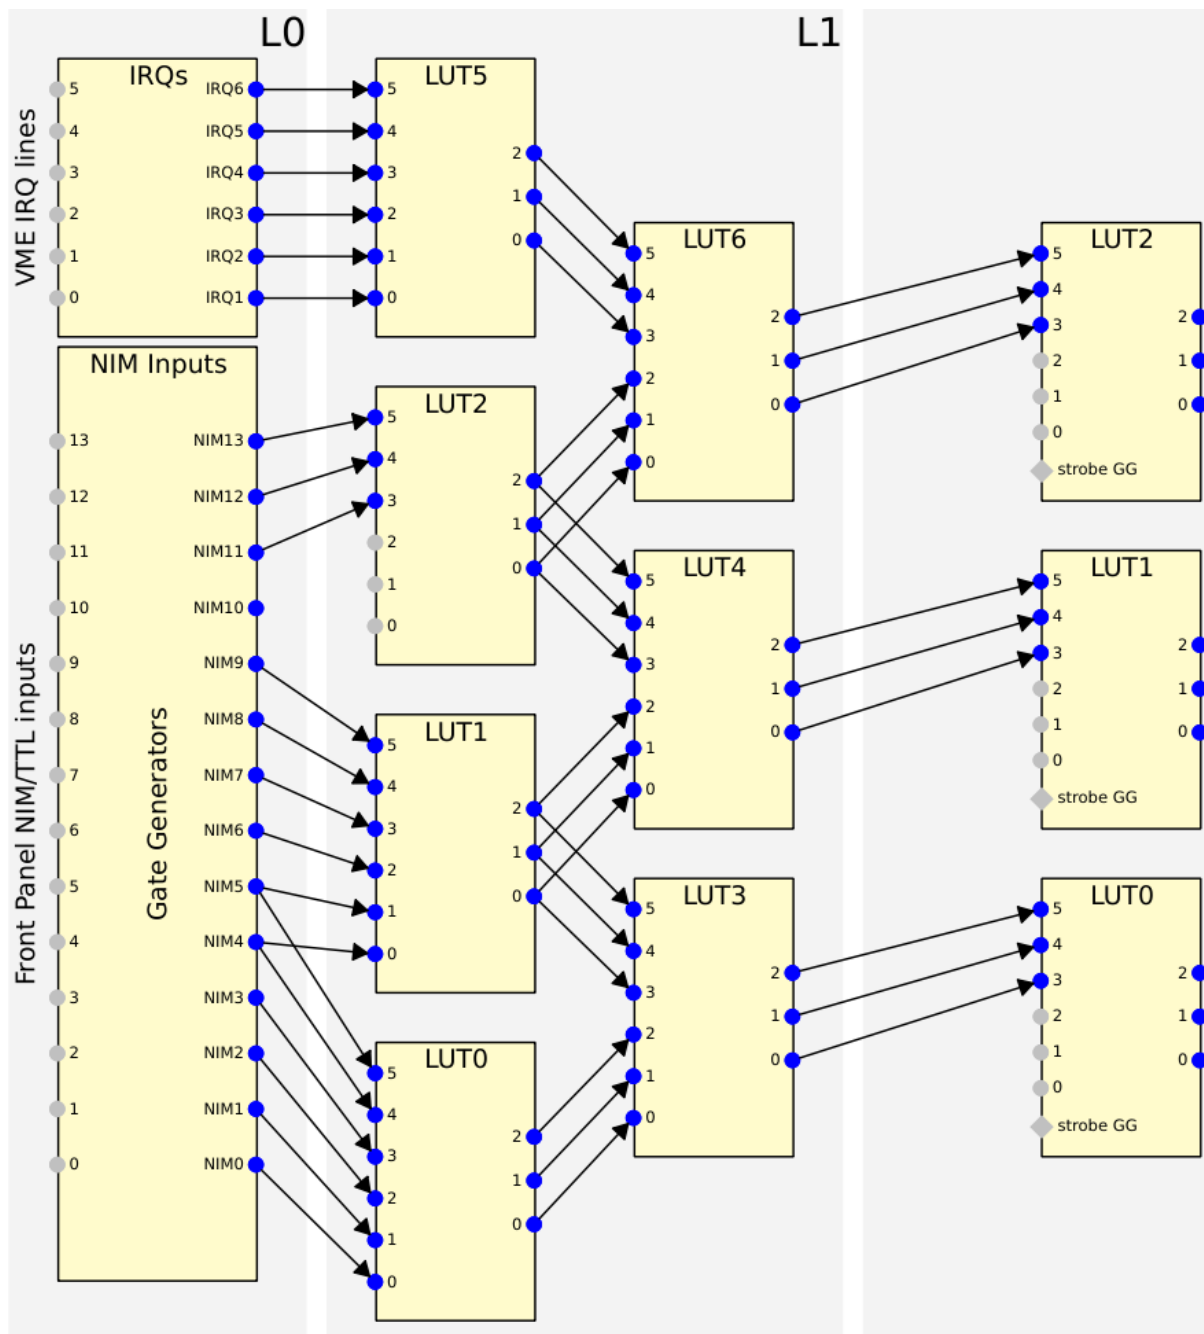 L0
L1
VME IRQ lines
IRQs
5
4
3
2
1
0
IRQ6
IRQ5
IRQ4
IRQ3
IRQ2
IRQ1
Front Panel NIM/TTL inputs
NIM Inputs
Gate Generators
13
12
11
10
9
8
7
6
5
4
3
2
1
0
NIM13
NIM12
NIM11
NIM10
NIM9
NIM8
NIM7
NIM6
NIM5
NIM4
NIM3
NIM2
NIM1
NIM0
LUT5
5
4
3
2
1
0
2
1
0
LUT2
5
4
3
2
1
0
2
1
0
LUT1
5
4
3
2
1
0
2
1
0
LUT0
5
4
3
2
1
0
2
1
0
LUT6
5
4
3
2
1
0
2
1
0
LUT4
5
4
3
2
1
0
2
1
0
LUT3
5
4
3
2
1
0
2
1
0
LUT2
5
4
3
2
1
0
strobe GG
2
1
0
LUT1
5
4
3
2
1
0
strobe GG
2
1
0
LUT0
5
4
3
2
1
0
strobe GG
2
1
0